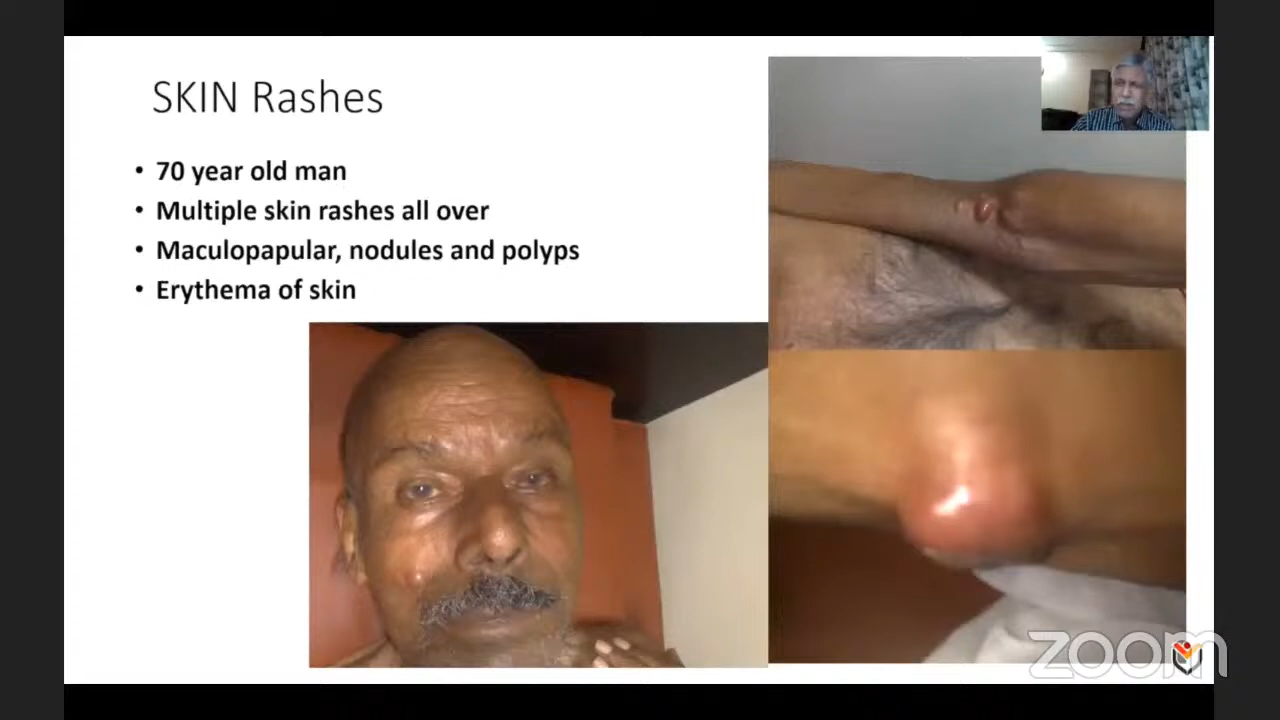 SKIN Rashes
• 70 year old man
• Multiple skin rashes all over
• Maculopapular, nodules and polyps
• Erythema of skin
zoom